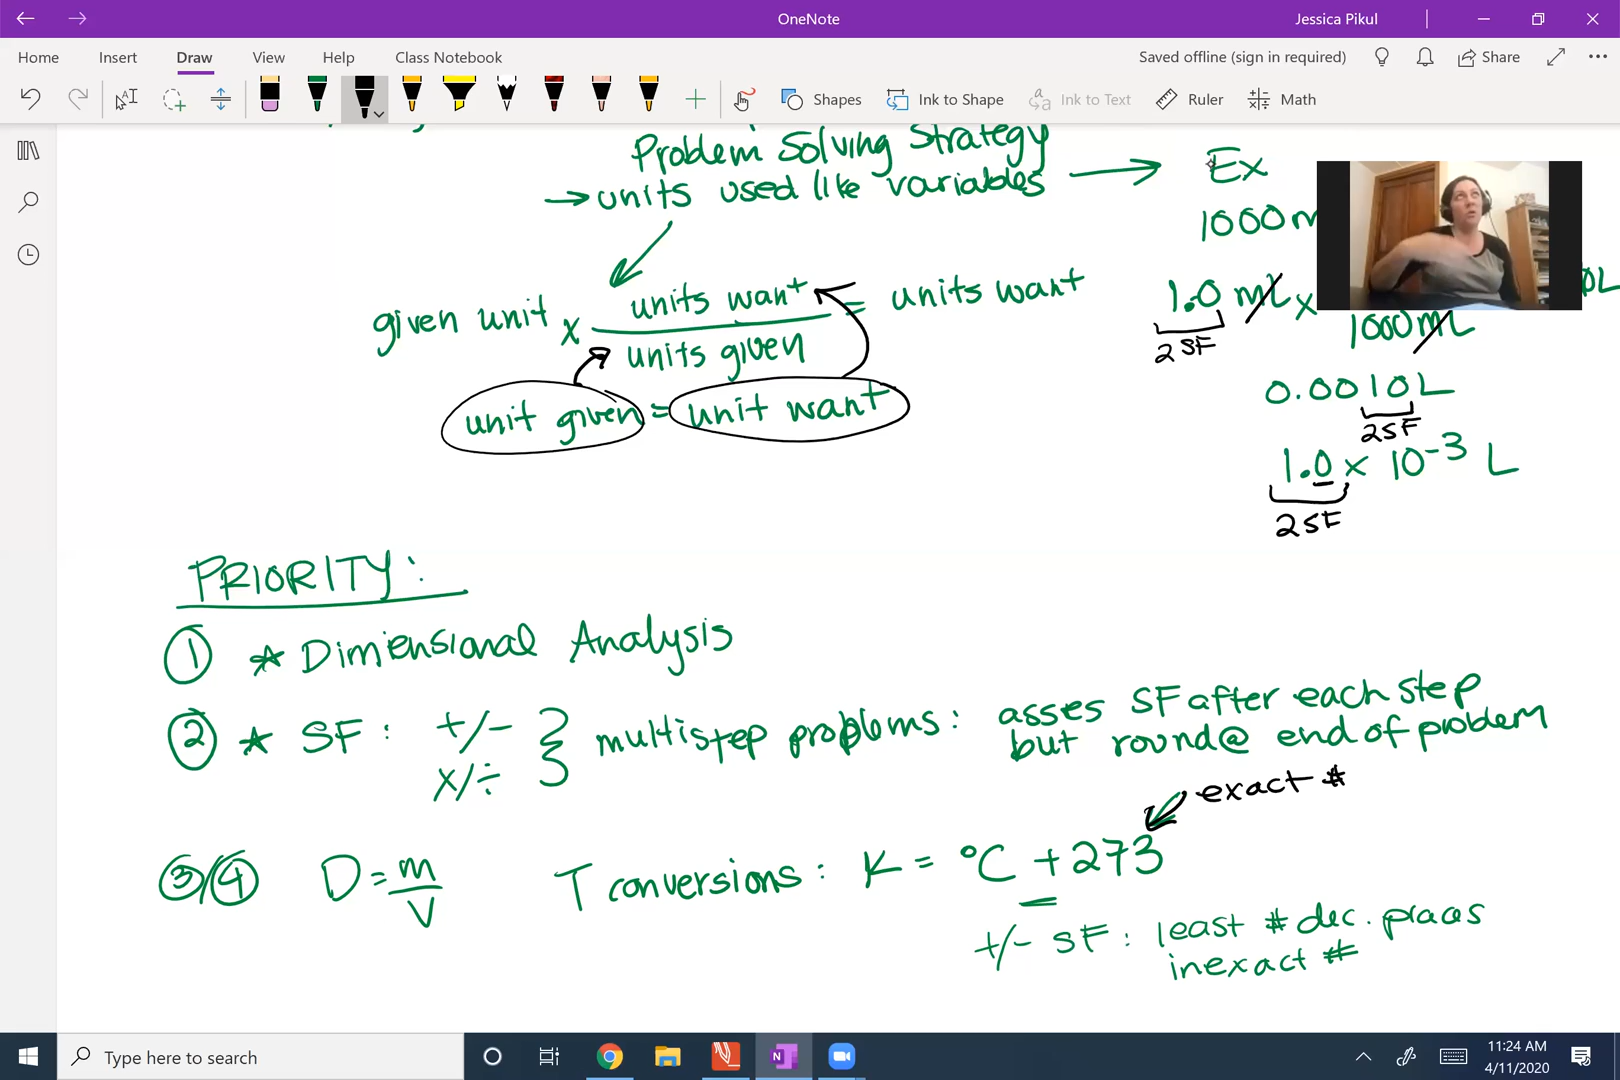 OneNote
Jessica Pikul
Home Insert Draw View Help Class Notebook
Saved offline (sign in required) Share
Shapes Ink to Shape Ink to Text Ruler Math
Problem Solving Strategy
→ units used like variables → Ex
1000m
given unit x units want / units given = units want
unit given = unit want
1.0 mL x
1000mL
L
2 SF
0.0010L
2SF
1.0 x 10⁻³ L
2SF
PRIORITY:
① * Dimensional Analysis
② * SF: +/- x/÷ } multistep problems: asses SF after each step
but round@ end of problem
exact #
③/④ D = m/V T conversions: K = °C + 273
+/- SF: least # dec. places
inexact #
Type here to search
11:24 AM
4/11/2020